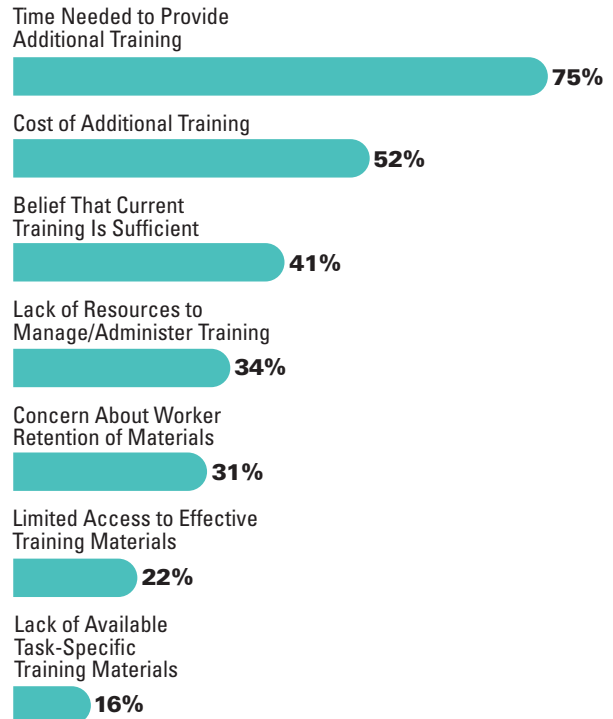 Time Needed to Provide
Additional Training
75%
Cost of Additional Training
52%
Belief That Current
Training Is Sufficient
41%
Lack of Resources to
Manage/Administer Training
34%
Concern About Worker
Retention of Materials
31%
Limited Access to Effective
Training Materials
22%
Lack of Available
Task-Specific
Training Materials
16%